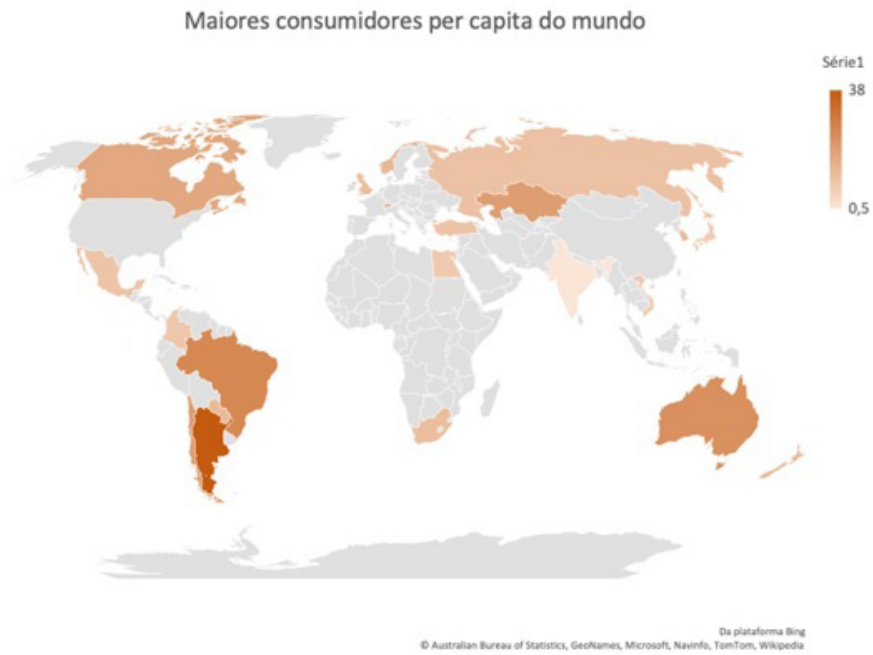 Maiores consumidores per capita do mundo
Série1
38
0,5
Da plataforma Bing
© Australian Bureau of Statistics, GeoNames, Microsoft, Navinfo, TomTom, Wikipedia